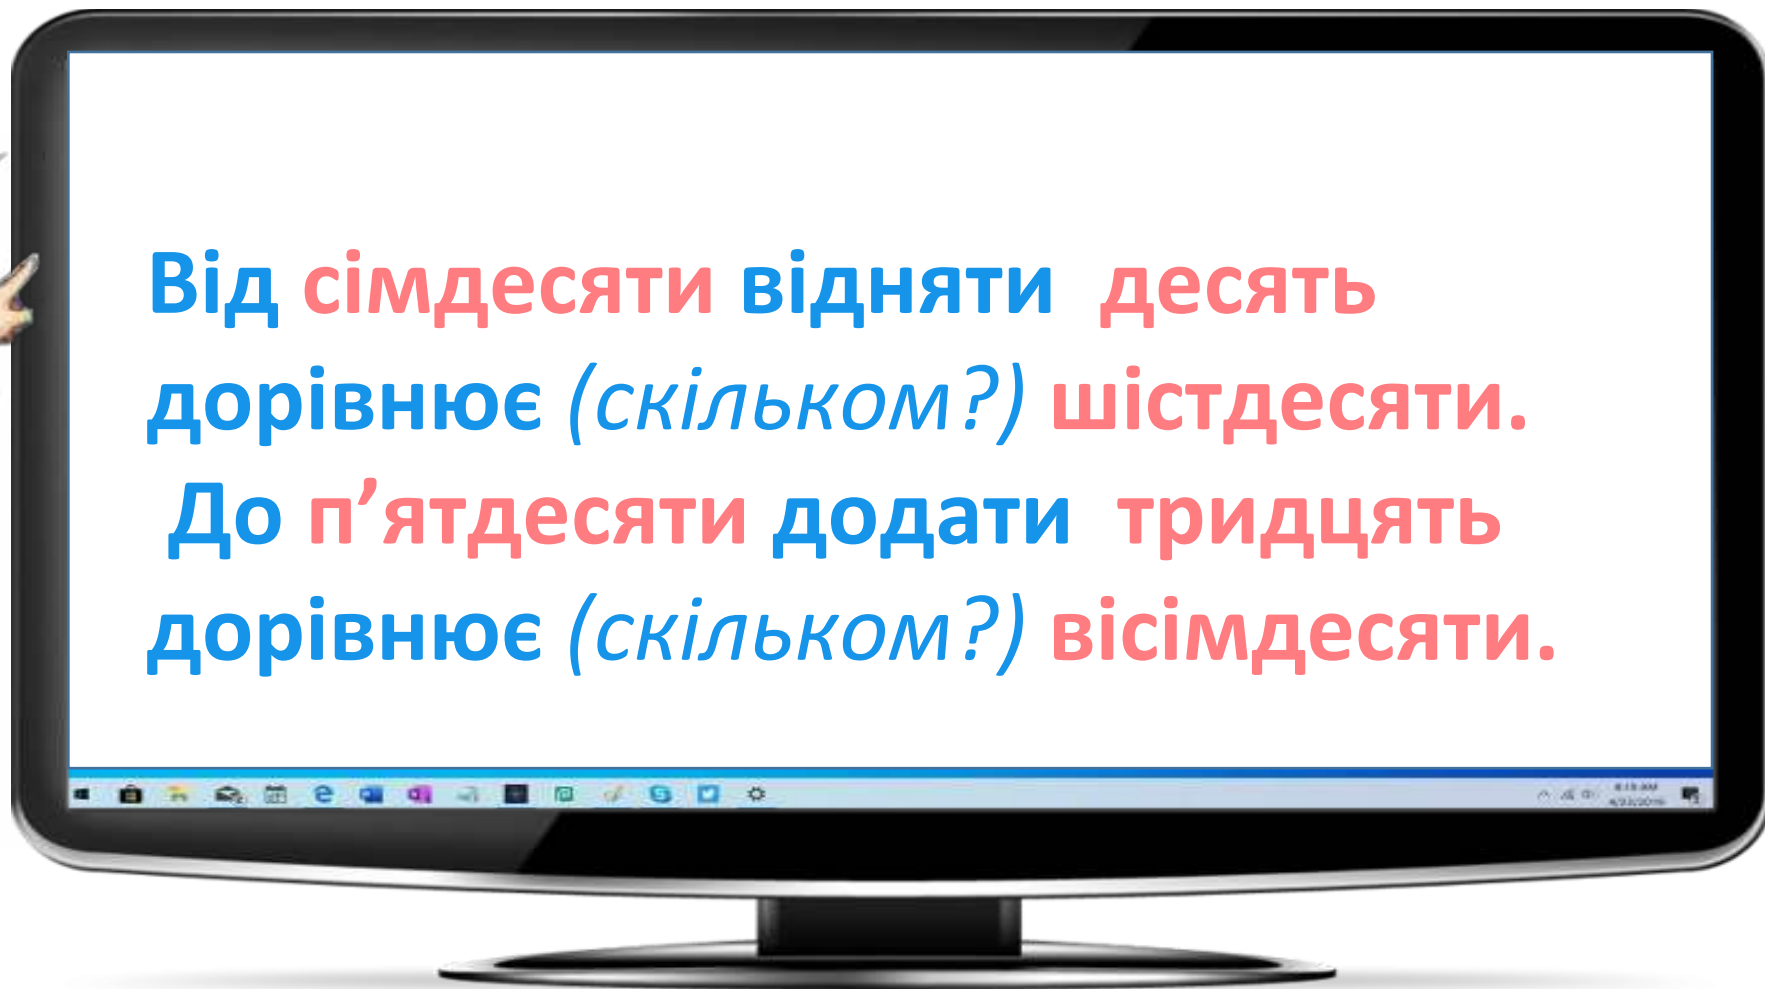 Від сімдесяти відняти десять
дорівнює (скільком?) шістдесяти.
До п’ятдесяти додати тридцять
дорівнює (скільком?) вісімдесяти.